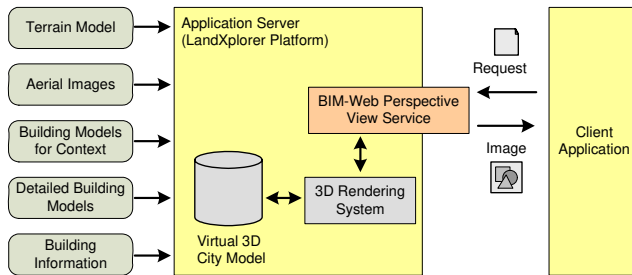 Terrain Model
Aerial Images
Building Models
for Context
Detailed Building
Models
Building
Information
Application Server
(LandXplorer Platform)
BIM-Web Perspective
View Service
3D Rendering
System
Virtual 3D
City Model
Request
Image
Client
Application